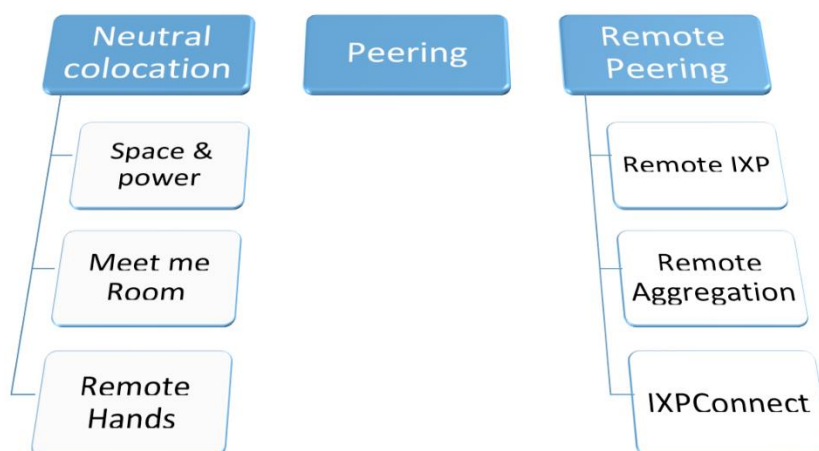 Neutral
colocation
Peering
Remote
Peering
Space &
power
Meet me
Room
Remote
Hands
Remote IXP
Remote
Aggregation
IXPConnect